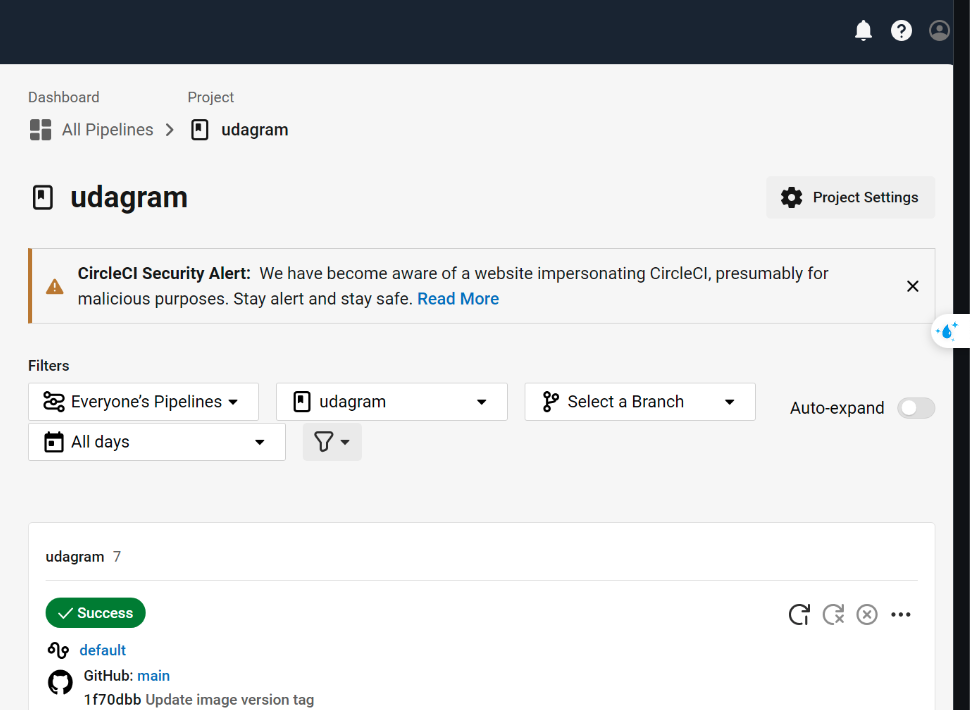 Dashboard
Project
All Pipelines
udagram
udagram
Project Settings
CircleCI Security Alert: We have become aware of a website impersonating CircleCI, presumably for
malicious purposes. Stay alert and stay safe. Read More
Filters
Everyone’s Pipelines
udagram
Select a Branch
Auto-expand
All days
udagram 7
Success
default
GitHub: main
1f70dbb Update image version tag